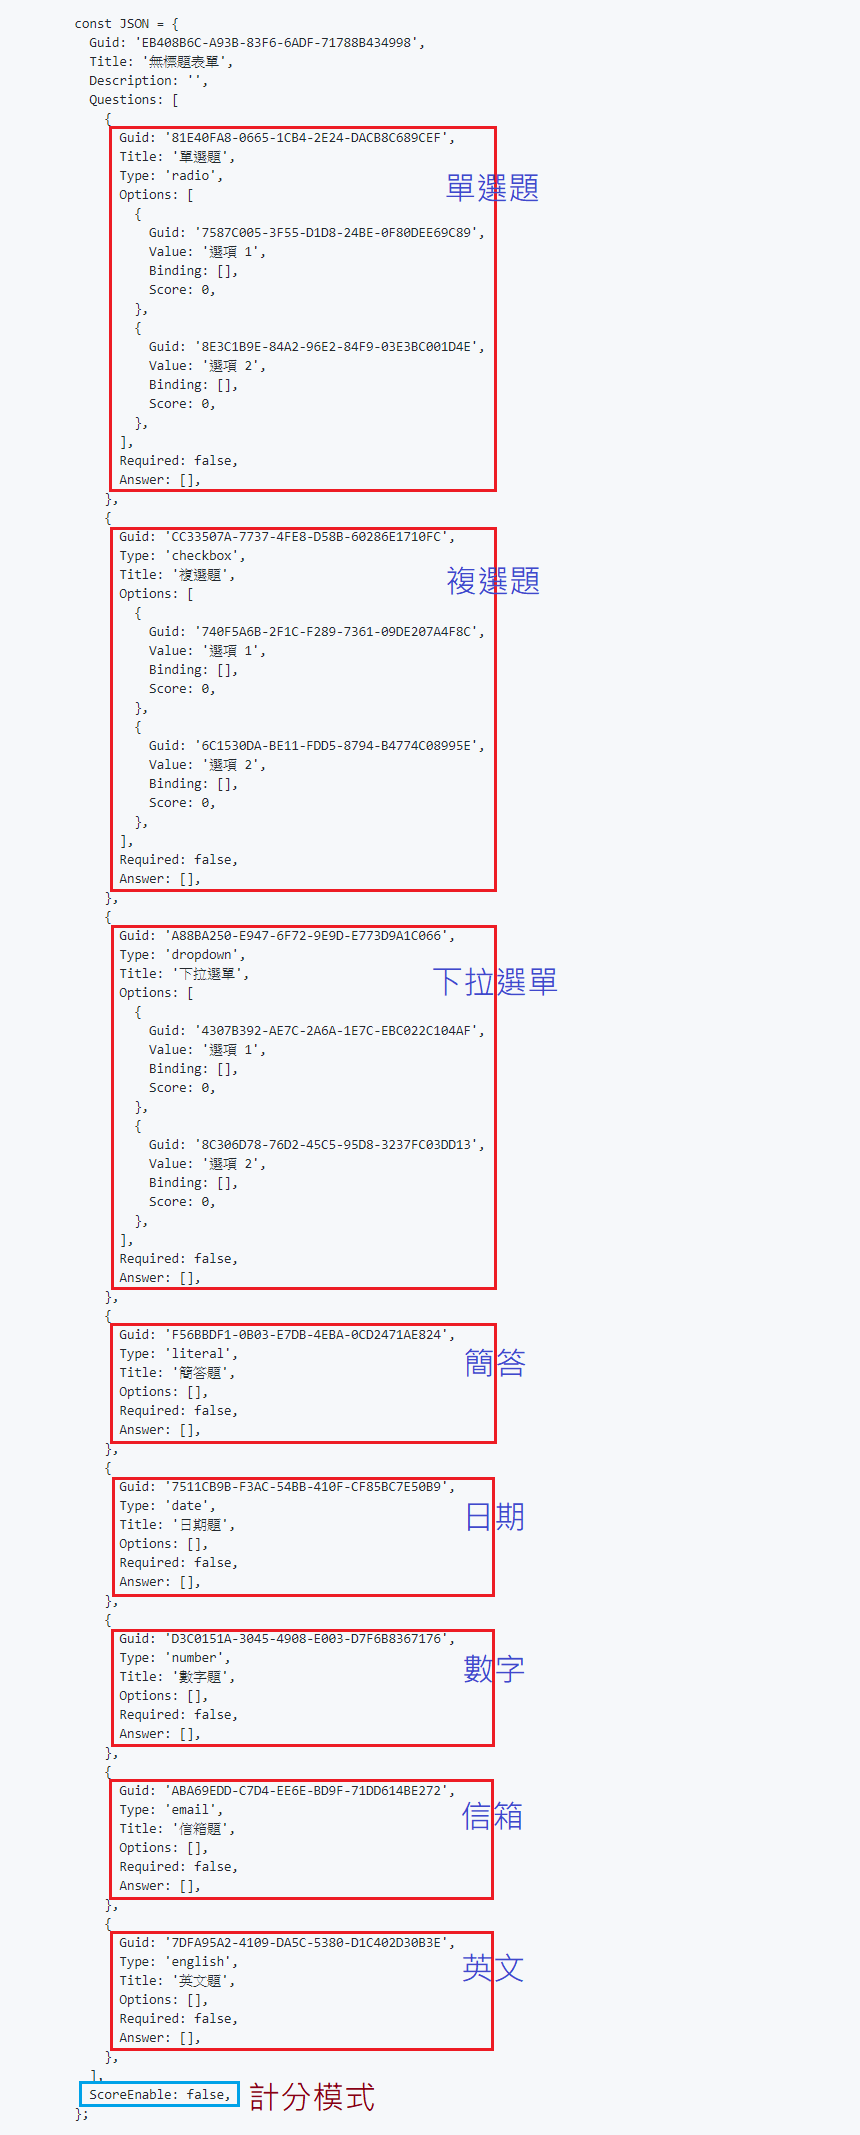 const JSON = {
Guid: 'EB408B6C-A93B-83F6-6ADF-71788B434998',
Title: '無標題表單',
Description: '',
Questions: [
{
Guid: '81E40FA8-0665-1CB4-2E24-DACB8C689CEF',
Title: '單選題',
Type: 'radio',
單選題
Options: [
{
Guid: '7587C005-3F55-D1D8-24BE-0F80DEE69C89',
Value: '選項 1',
Binding: [],
Score: 0,
},
{
Guid: '8E3C1B9E-84A2-96E2-84F9-03E3BC001D4E',
Value: '選項 2',
Binding: [],
Score: 0,
},
],
Required: false,
Answer: [],
},
{
Guid: 'CC33507A-7737-4FE8-D58B-60286E1710FC',
Type: 'checkbox',
Title: '複選題',
複選題
Options: [
{
Guid: '740F5A6B-2F1C-F289-7361-09DE207A4F8C',
Value: '選項 1',
Binding: [],
Score: 0,
},
{
Guid: '6C1530DA-BE11-FDD5-8794-B4774C08995E',
Value: '選項 2',
Binding: [],
Score: 0,
},
],
Required: false,
Answer: [],
},
{
Guid: 'A88BA250-E947-6F72-9E9D-E773D9A1C066',
Type: 'dropdown',
Title: '下拉選單',
下拉選單
Options: [
{
Guid: '4307B392-AE7C-2A6A-1E7C-EBC022C104AF',
Value: '選項 1',
Binding: [],
Score: 0,
},
{
Guid: '8C306D78-76D2-45C5-95D8-3237FC03DD13',
Value: '選項 2',
Binding: [],
Score: 0,
},
],
Required: false,
Answer: [],
},
{
Guid: 'F56BBDF1-0B03-E7DB-4EBA-0CD2471AE824',
Type: 'literal',
簡答
Title: '簡答題',
Options: [],
Required: false,
Answer: [],
},
{
Guid: '7511CB9B-F3AC-54BB-410F-CF85BC7E50B9',
Type: 'date',
日期
Title: '日期題',
Options: [],
Required: false,
Answer: [],
},
{
Guid: 'D3C0151A-3045-4908-E003-D7F6B8367176',
Type: 'number',
數字
Title: '數字題',
Options: [],
Required: false,
Answer: [],
},
{
Guid: 'ABA69EDD-C7D4-EE6E-BD9F-71DD614BE272',
Type: 'email',
信箱
Title: '信箱題',
Options: [],
Required: false,
Answer: [],
},
{
Guid: '7DFA95A2-4109-DA5C-5380-D1C402D30B3E',
Type: 'english',
英文
Title: '英文題',
Options: [],
Required: false,
Answer: [],
},
],
ScoreEnable: false,
計分模式
};